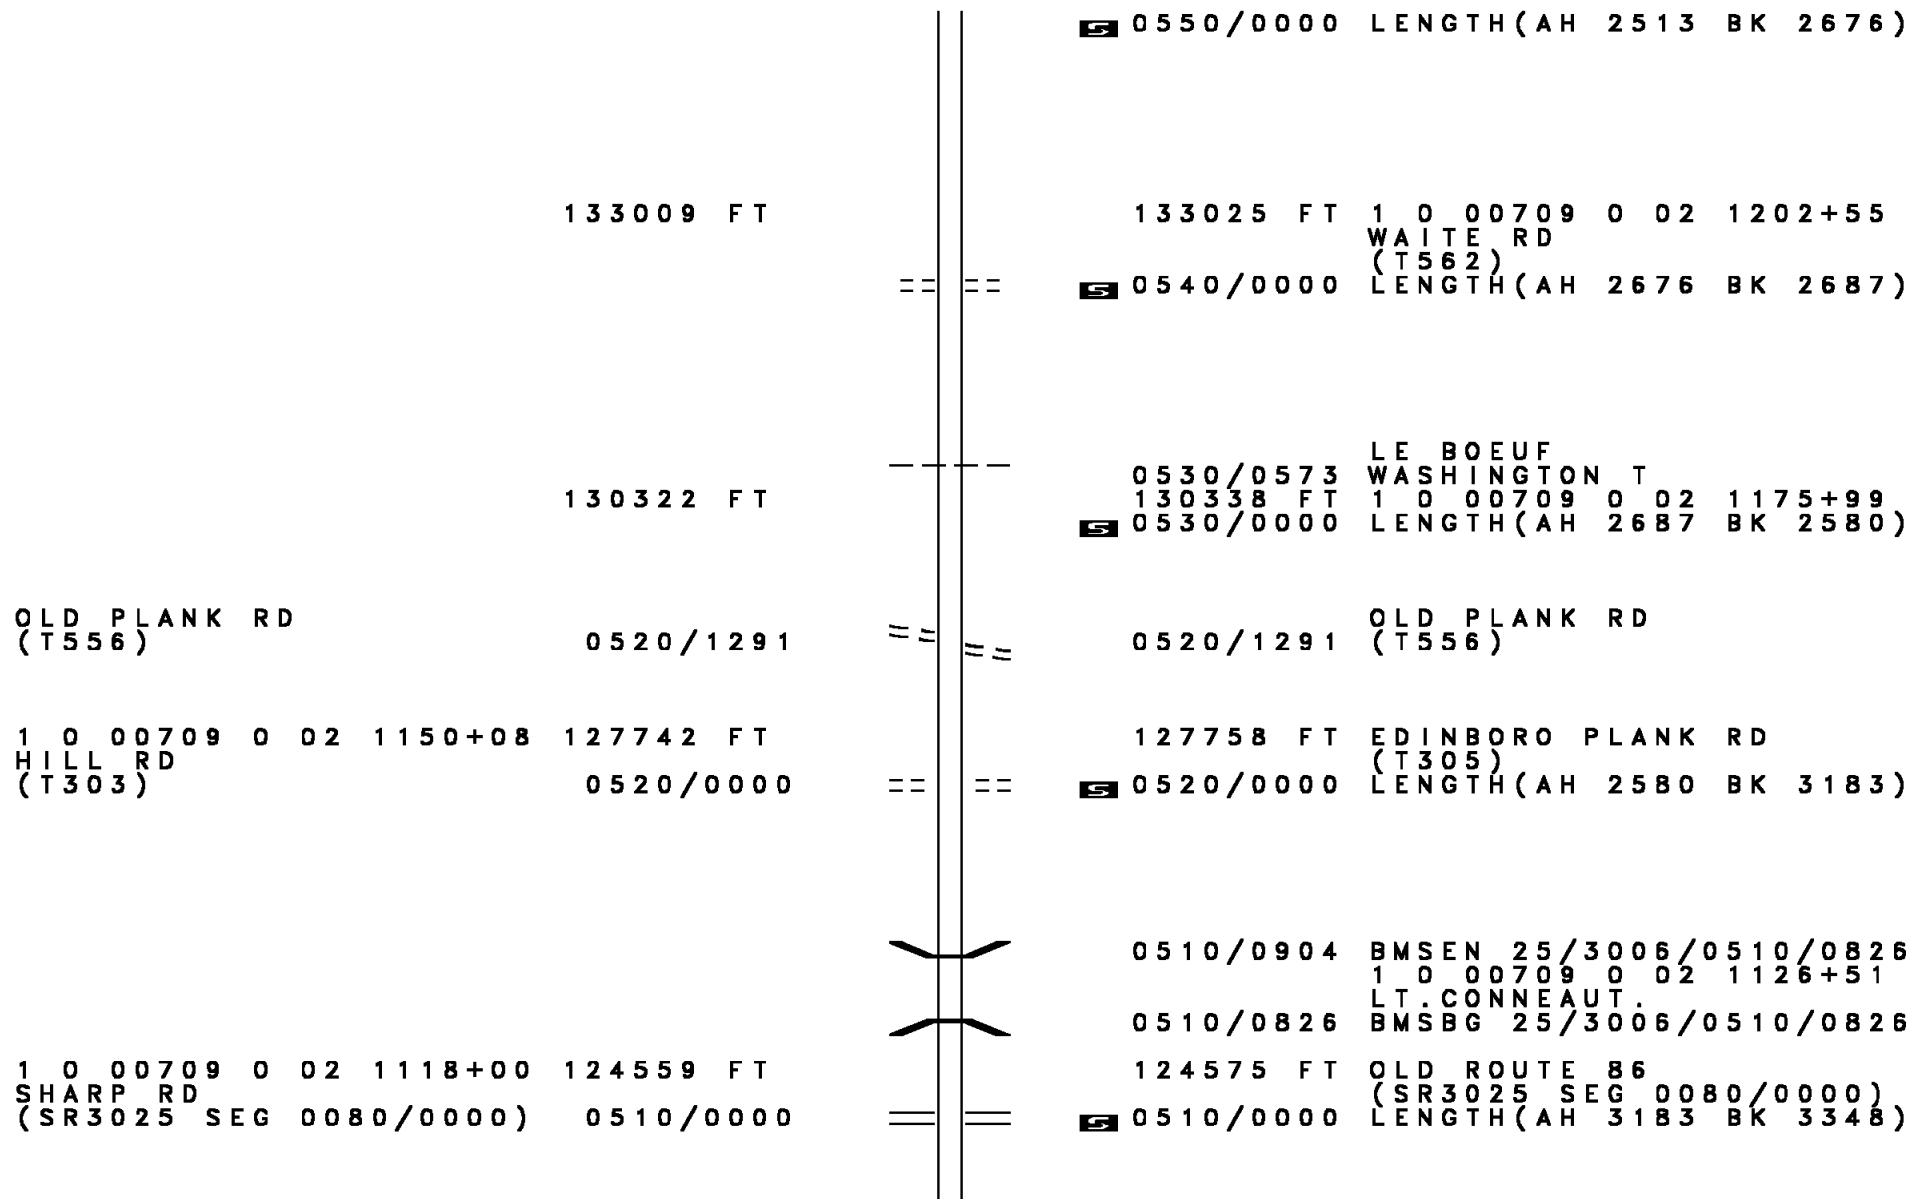 0550/0000 LENGTH(AH 2513 BK 2676)
133009 FT 133025 FT 1 0 00709 0 02 1202+55
WAITE RD
(T562)
0540/0000 LENGTH(AH 2676 BK 2687)
LE BOEUF
0530/0573 WASHINGTON T
130322 FT 130338 FT 1 0 00709 0 02 1175+99
0530/0000 LENGTH(AH 2687 BK 2580)
OLD PLANK RD OLD PLANK RD
(T556) 0520/1291 0520/1291 (T556)
1 0 00709 0 02 1150+08 127742 FT 127758 FT EDINBORO PLANK RD
HILL RD (T305)
(T303) 0520/0000 S 0520/0000 LENGTH(AH 2580 BK 3183)
0510/0904 BMSEN 25/3006/0510/0826
1 0 00709 0 02 1126+51
LT.CONNEAUT.
0510/0826 BMSBG 25/3006/0510/0826
1 0 00709 0 02 1118+00 124559 FT 124575 FT OLD ROUTE 86
SHARP RD (SR3025 SEG 0080/0000)
(SR3025 SEG 0080/0000) 0510/0000 S 0510/0000 LENGTH(AH 3183 BK 3348)